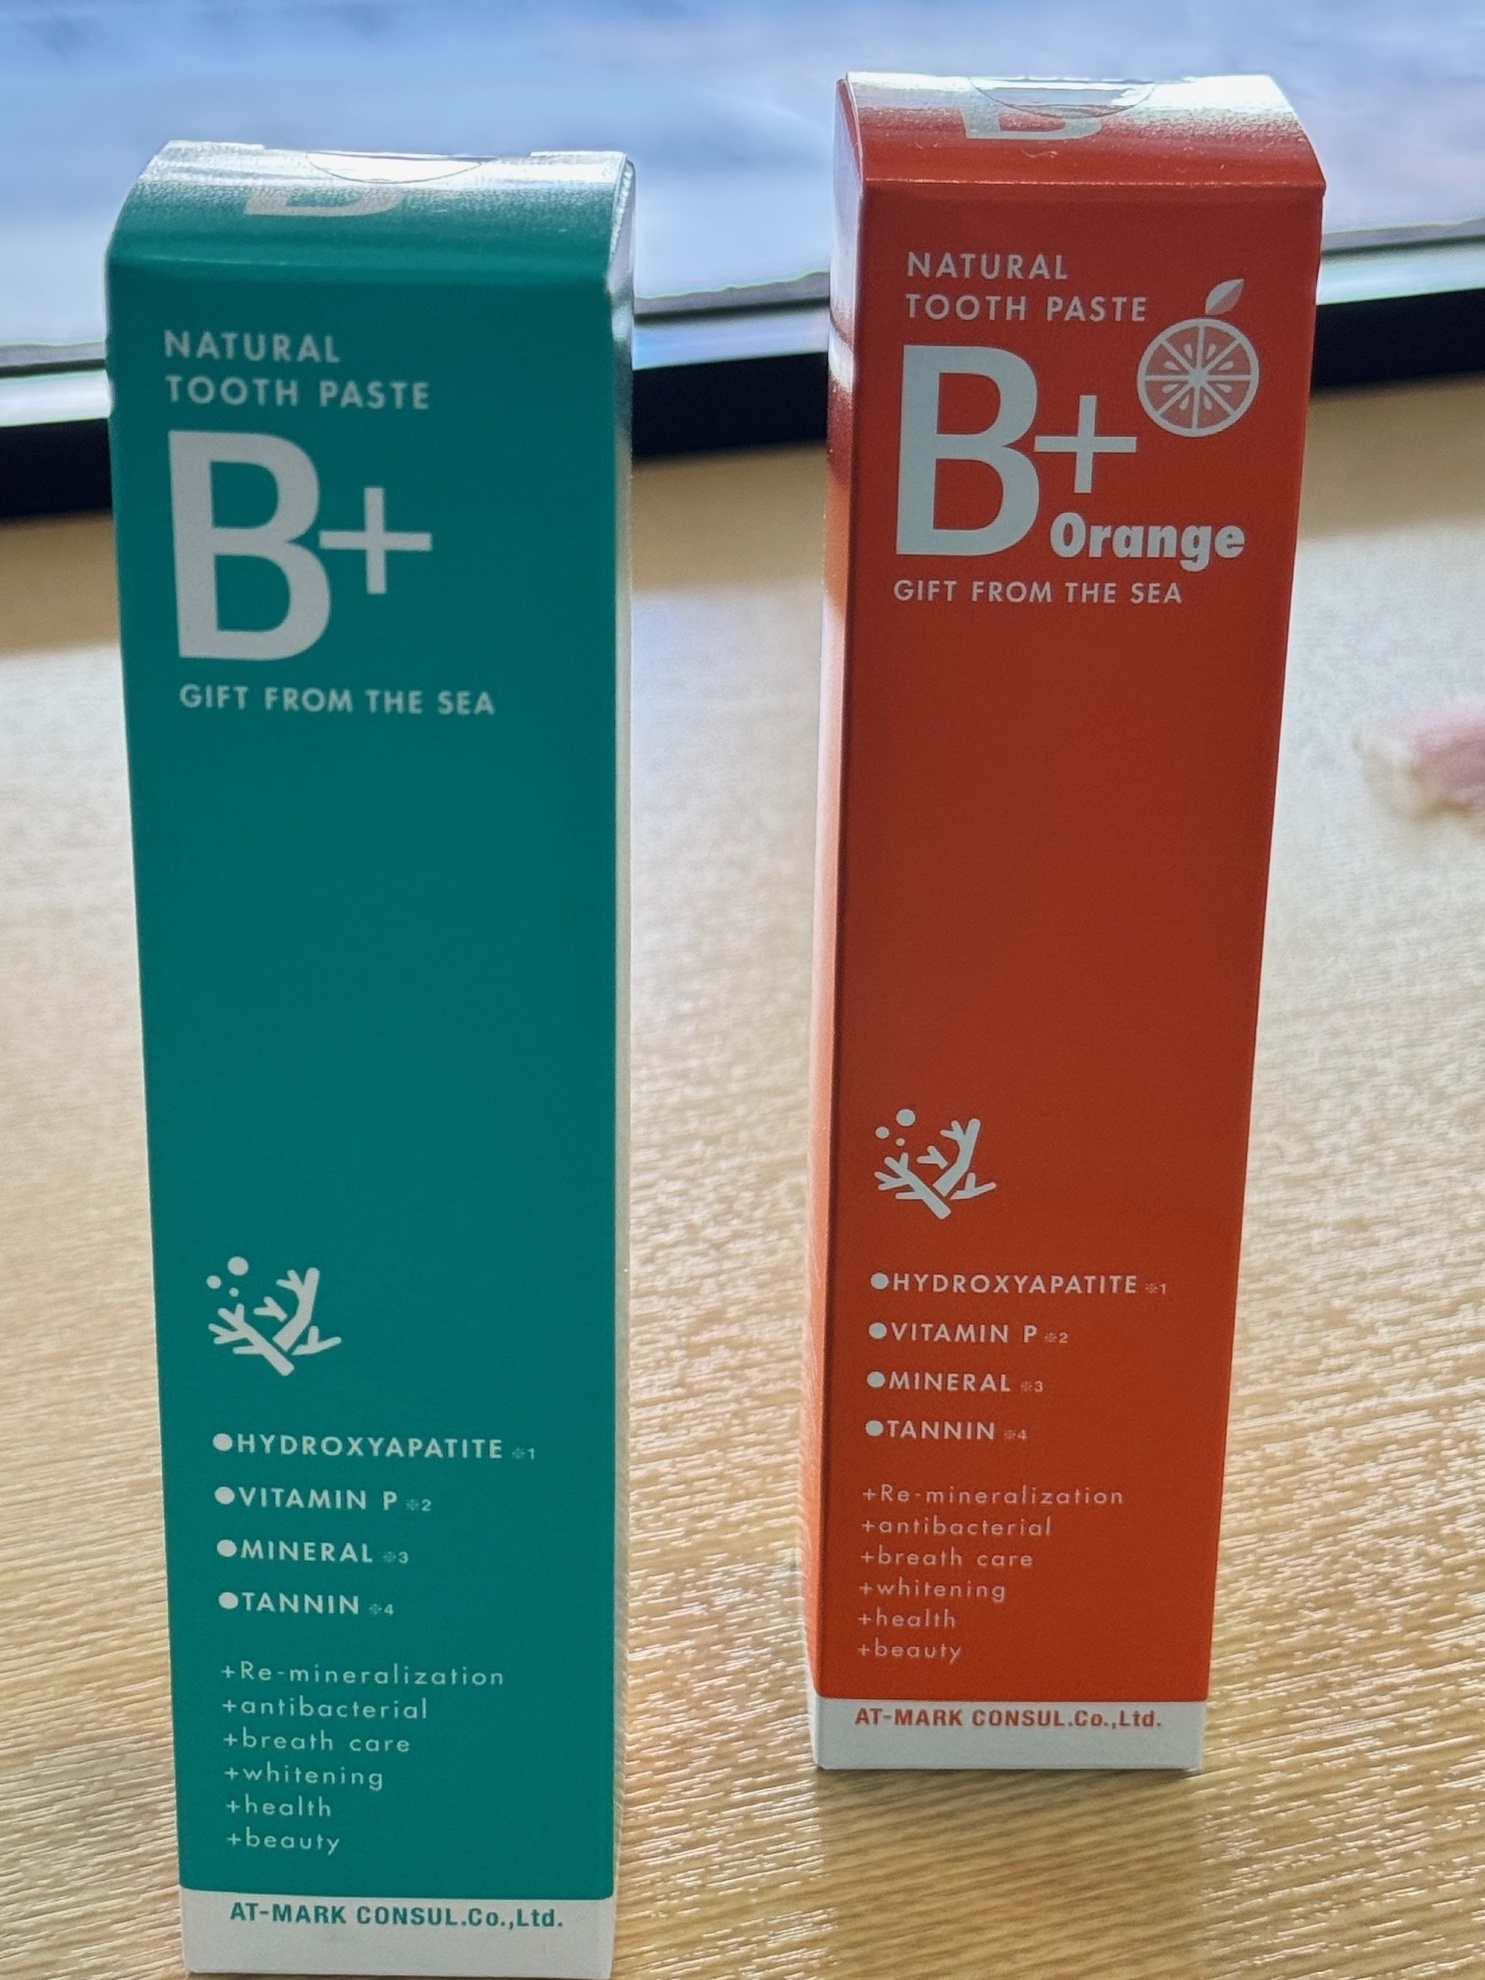 B
NATURAL
TOOTH PASTE
B+
GIFT FROM THE SEA
●HYDROXYAPATITE ※1
●VITAMIN P ※2
●MINERAL ※3
●TANNIN ※4
+Re-mineralization
+antibacterial
+breath care
+whitening
+health
+beauty
AT-MARK CONSUL.Co.,Ltd.
B
NATURAL
TOOTH PASTE
B+
Orange
GIFT FROM THE SEA
●HYDROXYAPATITE ※1
●VITAMIN P ※2
●MINERAL ※3
●TANNIN ※4
+Re-mineralization
+antibacterial
+breath care
+whitening
+health
+beauty
AT-MARK CONSUL.Co.,Ltd.